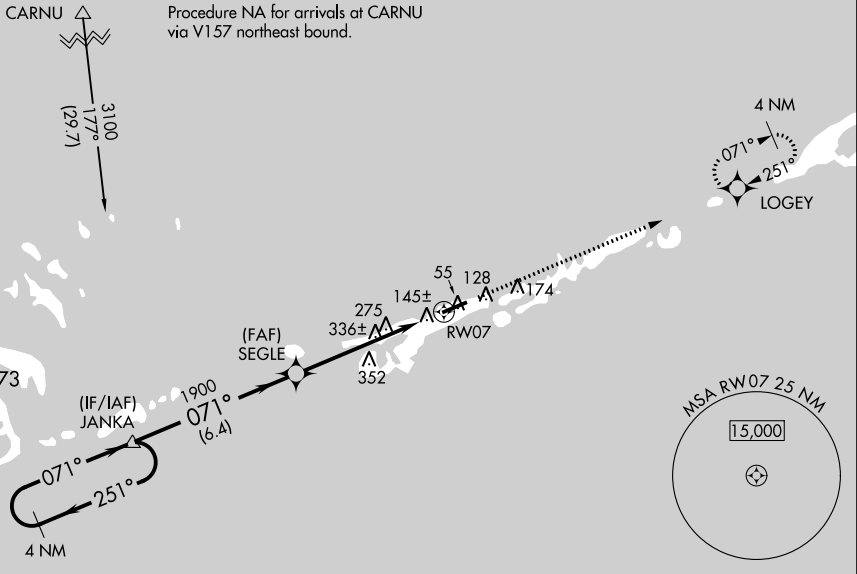 CARNU
Procedure NA for arrivals at CARNU
via V157 northeast bound.
3100
177°
(29.7)
4 NM
071°
251°
LOGEY
55
128
174
145±
275
336±
RW07
352
(FAF)
SEGLE
73
1900
071°
(6.4)
(IF/IAF)
JANKA
071°
251°
4 NM
MSA RW07 25 NM
15,000